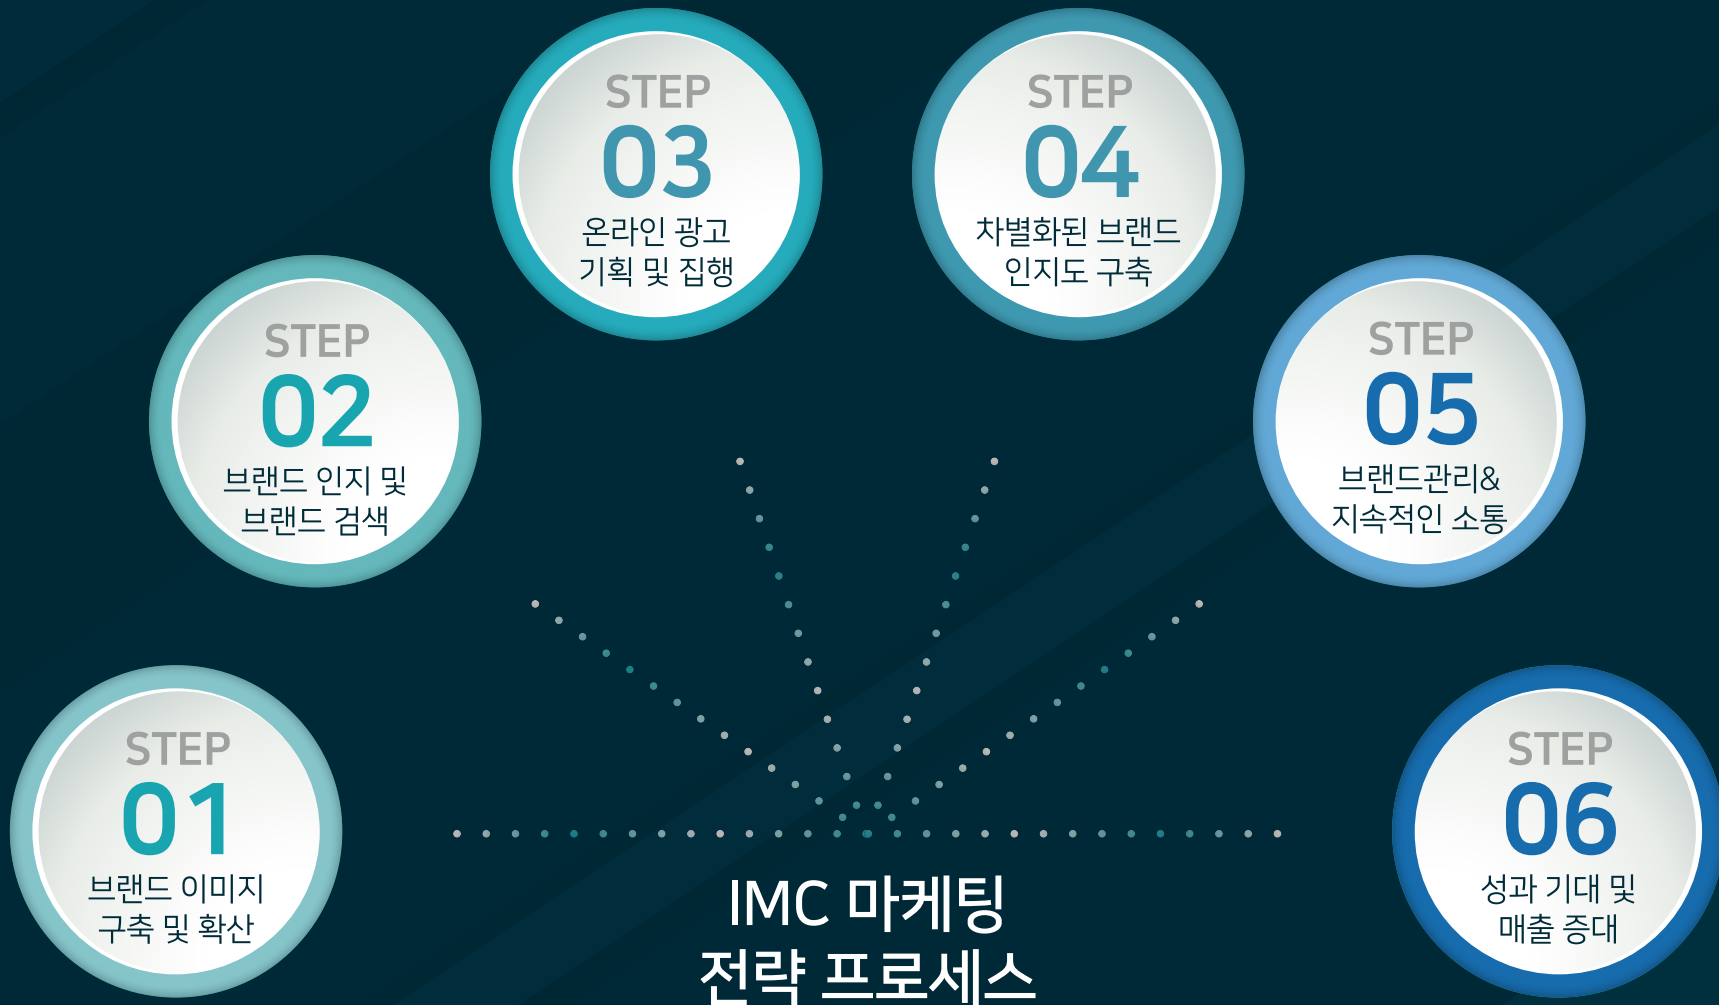 STEP
01
브랜드 이미지
구축 및 확산
STEP
02
브랜드 인지 및
브랜드 검색
STEP
03
온라인 광고
기획 및 집행
STEP
04
차별화된 브랜드
인지도 구축
STEP
05
브랜드관리&
지속적인 소통
STEP
06
성과 기대 및
매출 증대
IMC 마케팅
전략 프로세스